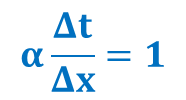 α Δt/Δx = 1